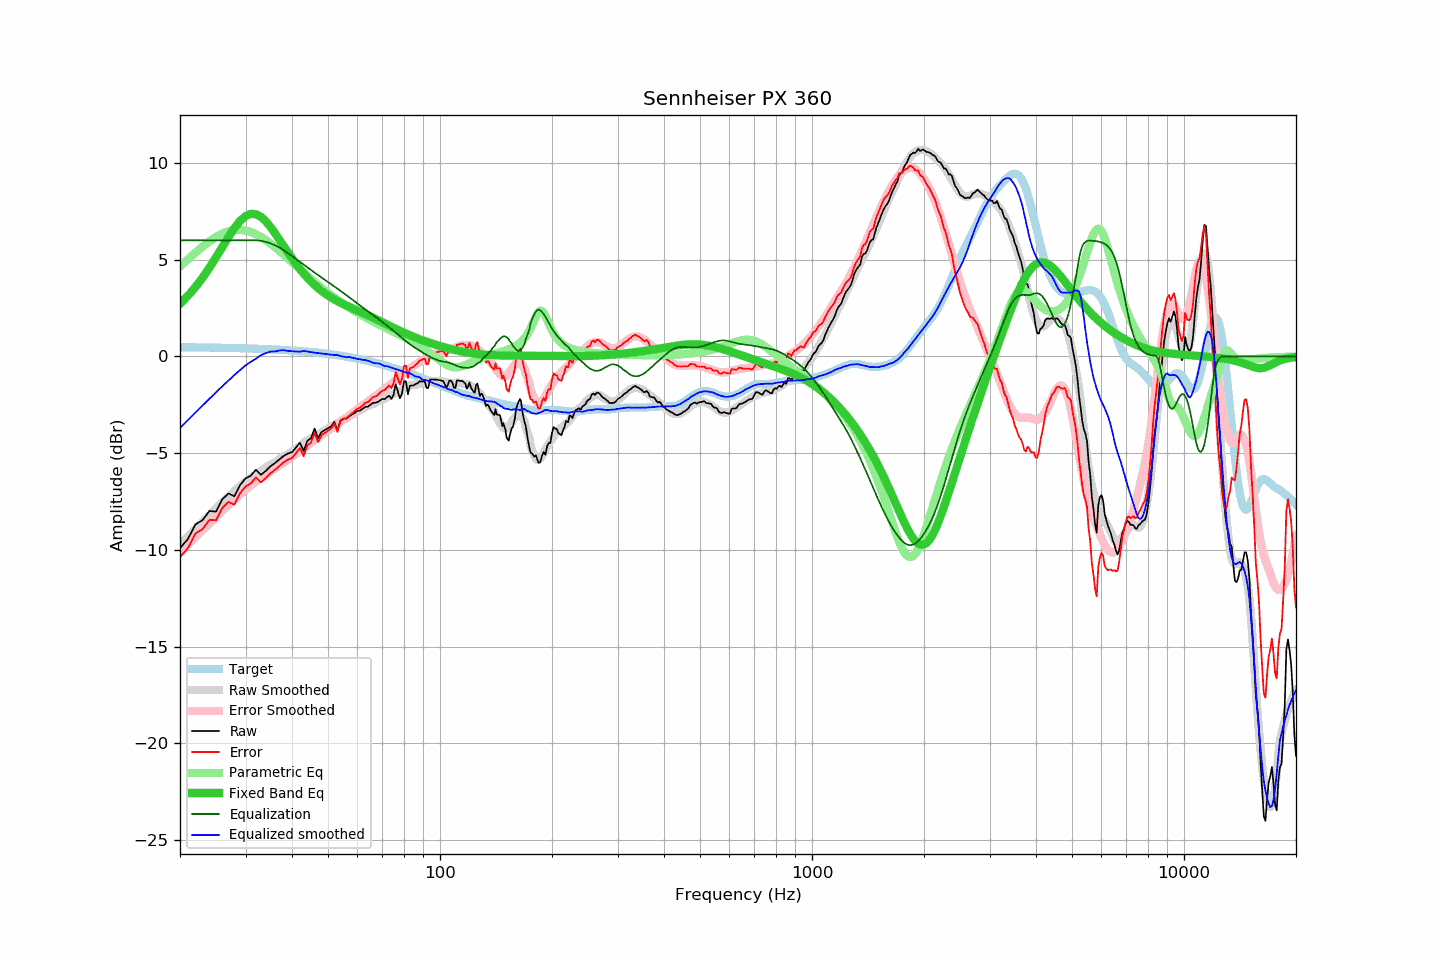 Sennheiser PX 360
Amplitude (dBr)
10
5
0
−5
−10
−15
−20
−25
Target
Raw Smoothed
Error Smoothed
Raw
Error
Parametric Eq
Fixed Band Eq
Equalization
Equalized smoothed
100
1000
10000
Frequency (Hz)